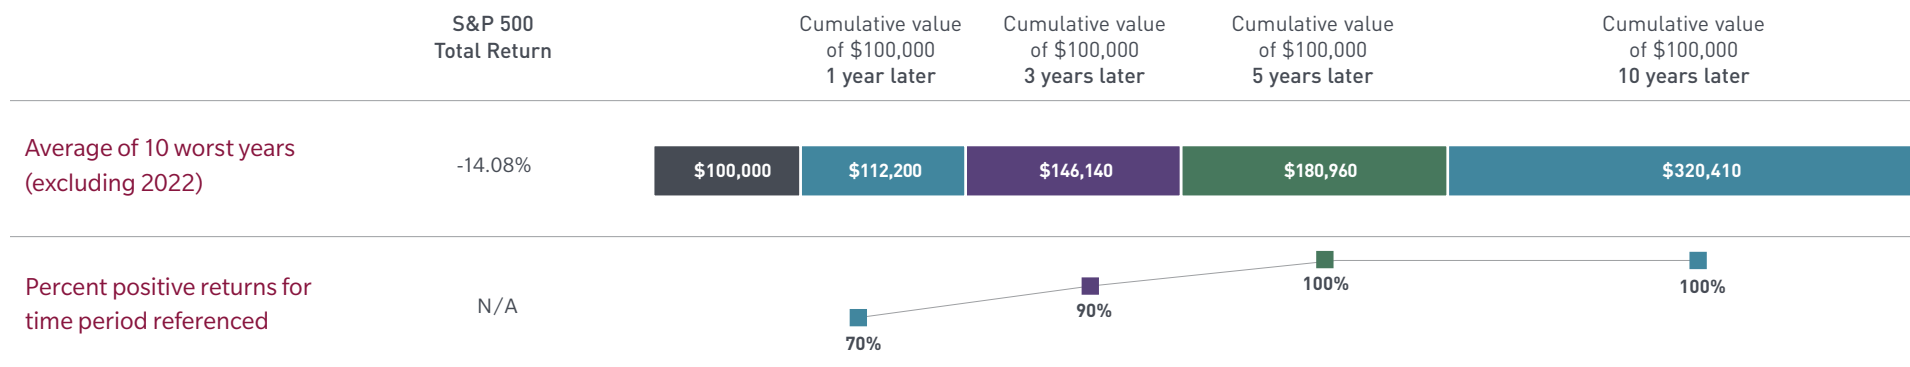 S&P 500
Total Return
Cumulative value
of $100,000
1 year later
Cumulative value
of $100,000
3 years later
Cumulative value
of $100,000
5 years later
Cumulative value
of $100,000
10 years later
Average of 10 worst years
(excluding 2022)
-14.08%
$100,000
$112,200
$146,140
$180,960
$320,410
Percent positive returns for
time period referenced
N/A
70%
90%
100%
100%